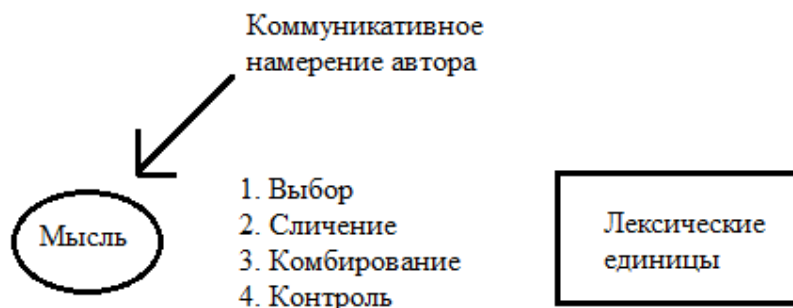 Коммуникативное
намерение автора
Мысль
1. Выбор
2. Сличение
3. Комбирование
4. Контроль
Лексические
единицы